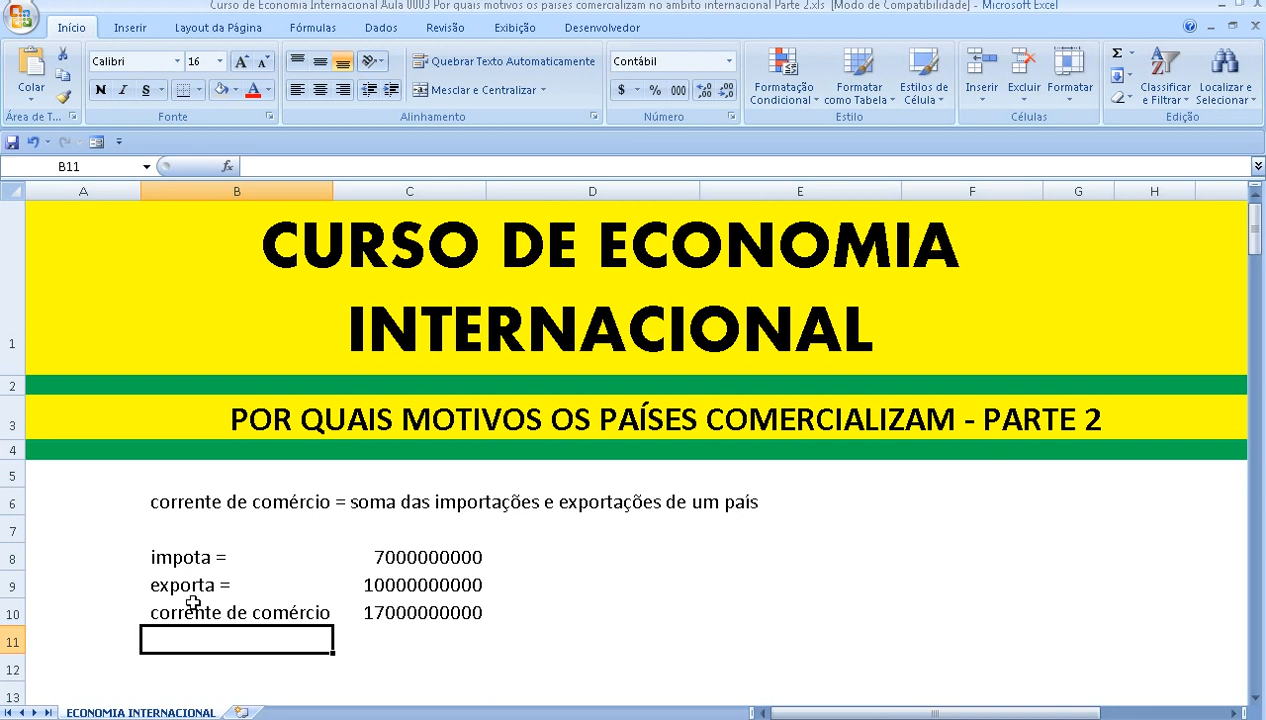 Curso de Economia Internacional Aula 0003 Por quais motivos os países comercializam no ambito internacional Parte 2.xls [Modo de Compatibilidade] - Microsoft Excel
Início Inserir Layout da Página Fórmulas Dados Revisão Exibição Desenvolvedor
Calibri 16 Quebrar Texto Automaticamente Contábil
Colar N I S Mesclar e Centralizar $ % 000 Formatação Condicional Formatar como Tabela Estilos de Célula Inserir Excluir Formatar Classificar e Filtrar Localizar e Selecionar
Área de T... Fonte Alinhamento Número Estilo Células Edição
B11 fx
A B C D E F G H
1 CURSO DE ECONOMIA
INTERNACIONAL
2
3 POR QUAIS MOTIVOS OS PAÍSES COMERCIALIZAM - PARTE 2
4
5
6 corrente de comércio = soma das importações e exportações de um país
7
8 impota = 7000000000
9 exporta = 10000000000
10 corrente de comércio 17000000000
11
12
13
ECONOMIA INTERNACIONAL